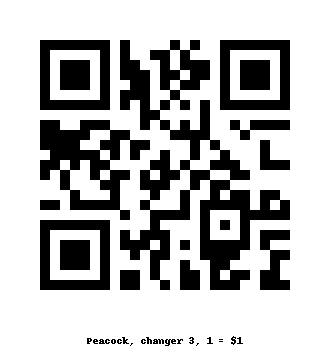 Peacock, changer 3, 1 = $1